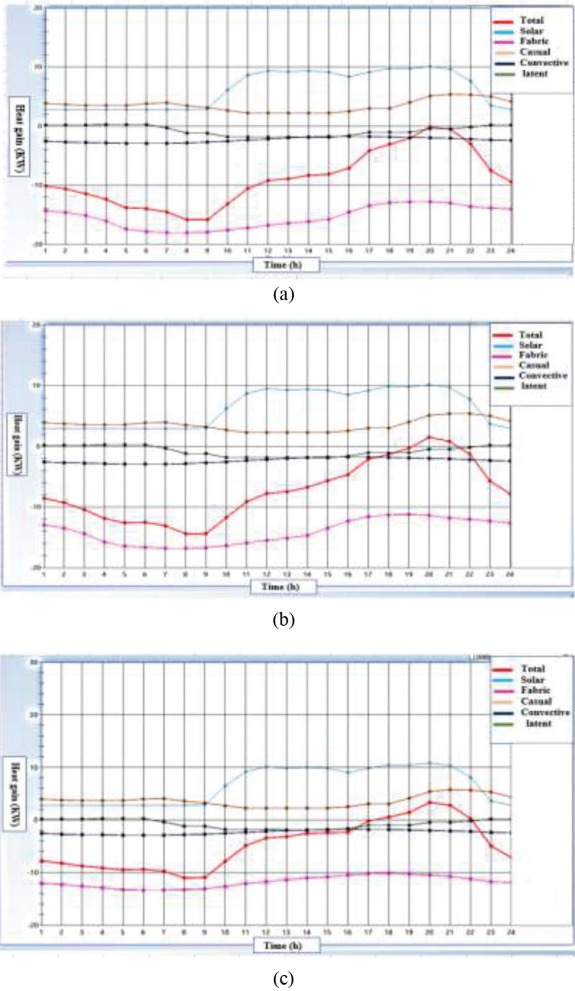 20
10
0
-10
-20
Heat gain (KW)
Total
Solar
Fabric
Casual
Convective
latent
1 2 3 4 5 6 7 8 9 10 11 12 13 14 15 16 17 18 19 20 21 22 23 24
Time (h)
(a)
20
10
0
-10
-20
Heat gain (KW)
Total
Solar
Fabric
Casual
Convective
latent
1 2 3 4 5 6 7 8 9 10 11 12 13 14 15 16 17 18 19 20 21 22 23 24
Time (h)
(b)
30
20
10
0
-10
-20
Heat gain (KW)
Total
Solar
Fabric
Casual
Convective
latent
1 2 3 4 5 6 7 8 9 10 11 12 13 14 15 16 17 18 19 20 21 22 23 24
Time (h)
(c)